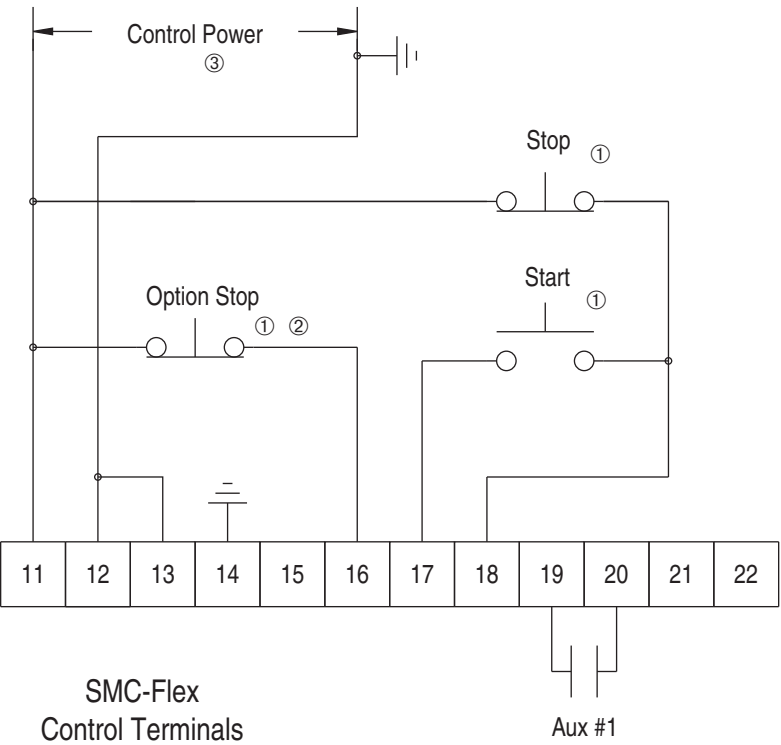 Control Power
③
Stop ①
Start ①
Option Stop ① ②
11 12 13 14 15 16 17 18 19 20 21 22
SMC-Flex
Control Terminals
Aux #1